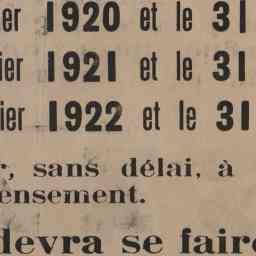 ier 1920 et le 31
ier 1921 et le 31
ier 1922 et le 31
r, sans délai, à
ensement.
devra se faire